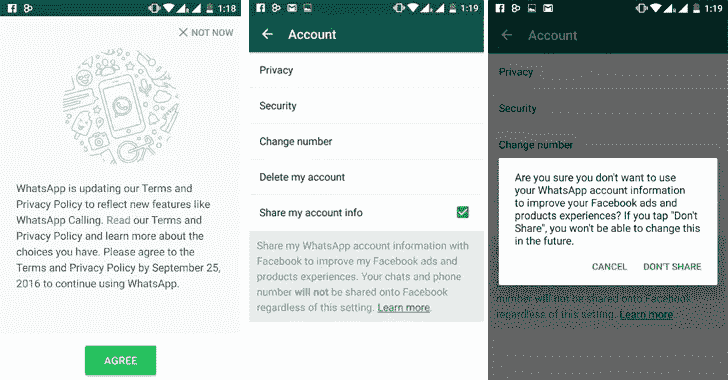 1:18
NOT NOW
WhatsApp is updating our Terms and
Privacy Policy to reflect new features like
WhatsApp Calling. Read our Terms and
Privacy Policy and learn more about the
choices you have. Please agree to the
Terms and Privacy Policy by September 25,
2016 to continue using WhatsApp.
AGREE
1:19
Account
Privacy
Security
Change number
Delete my account
Share my account info
Share my WhatsApp account information with
Facebook to improve my Facebook ads and
products experiences. Your chats and phone
number will not be shared onto Facebook
regardless of this setting. Learn more.
1:19
Account
Privacy
Security
Change number
Are you sure you don't want to use
your WhatsApp account information
to improve your Facebook ads and
products experiences? If you tap "Don't
Share", you won't be able to change this
in the future.
CANCEL DON'T SHARE
number will not be shared onto Facebook
regardless of this setting. Learn more.